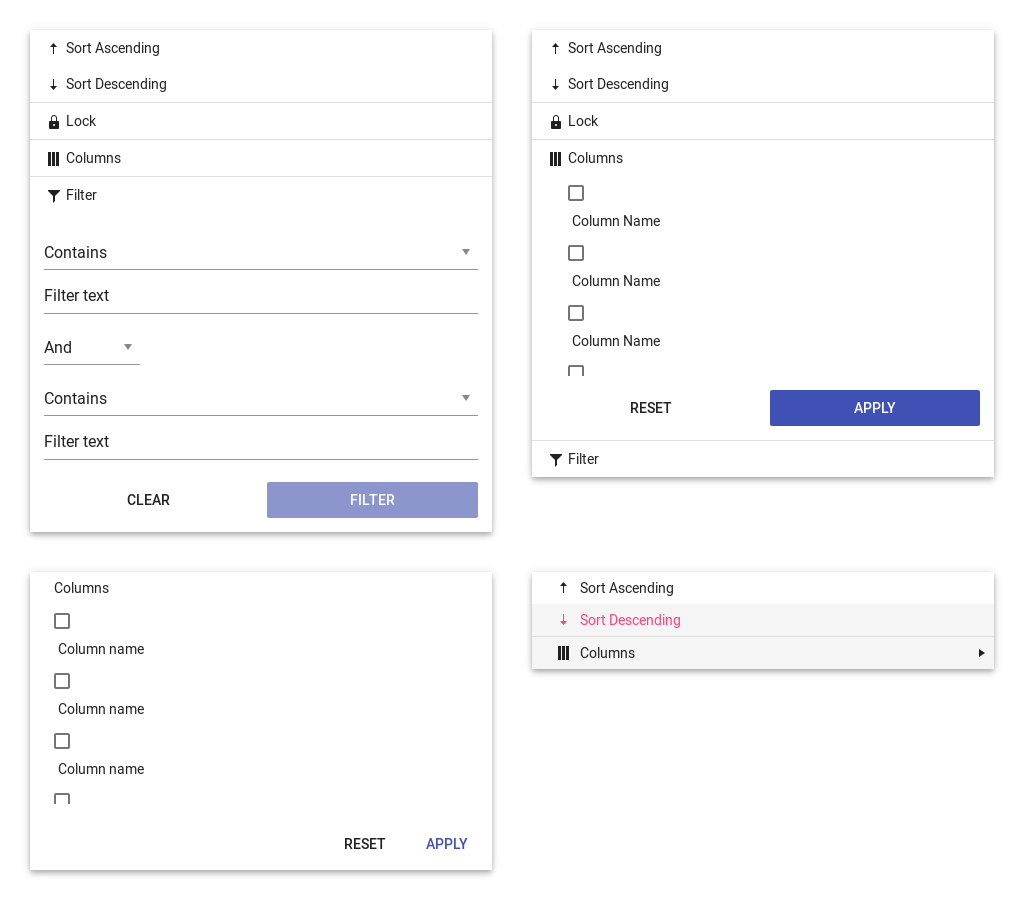 Sort Ascending
Sort Descending
Lock
Columns
Filter
Contains
Filter text
And
Contains
Filter text
CLEAR
FILTER
Sort Ascending
Sort Descending
Lock
Columns
Column Name
Column Name
Column Name
RESET
APPLY
Filter
Columns
Column name
Column name
Column name
RESET
APPLY
Sort Ascending
Sort Descending
Columns